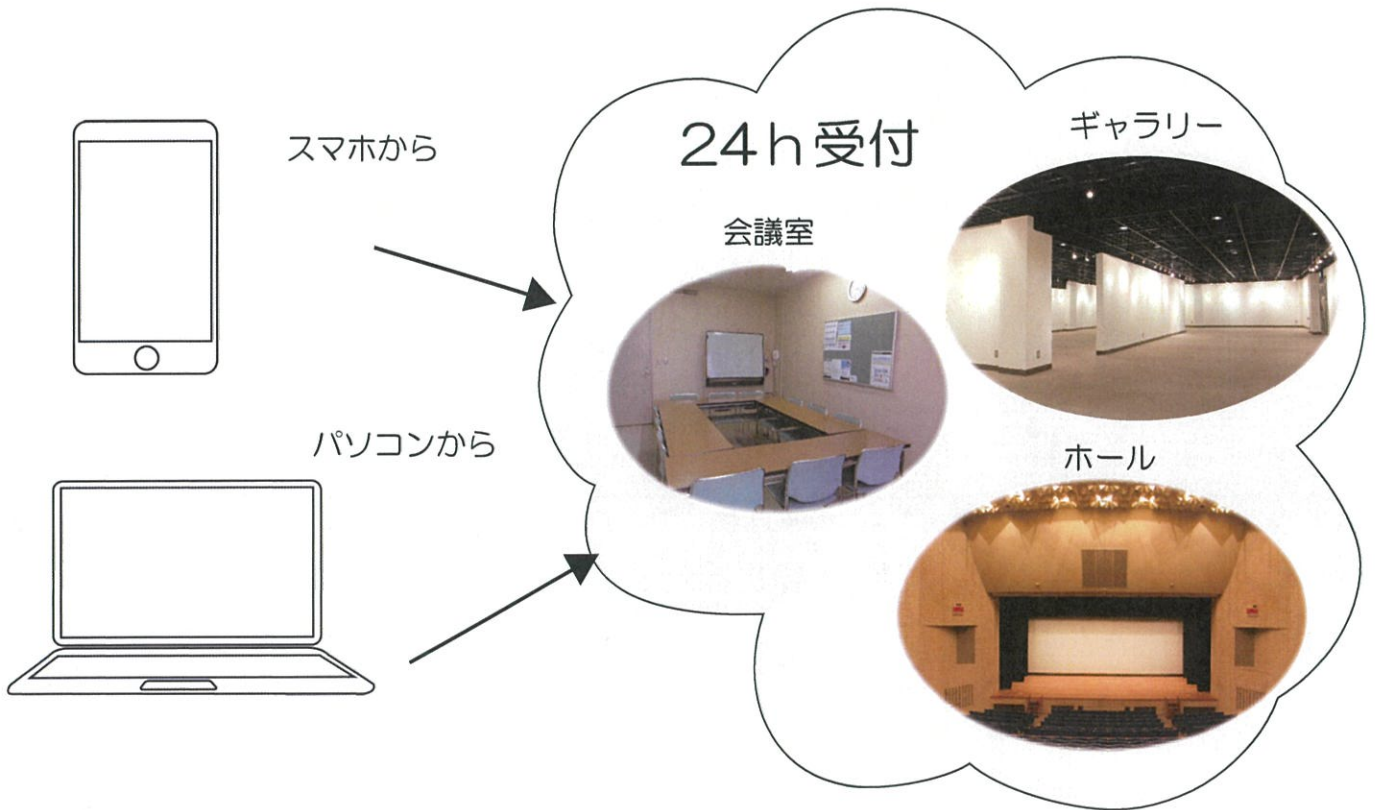 スマホから
パソコンから
24h受付
ギャラリー
会議室
ホール